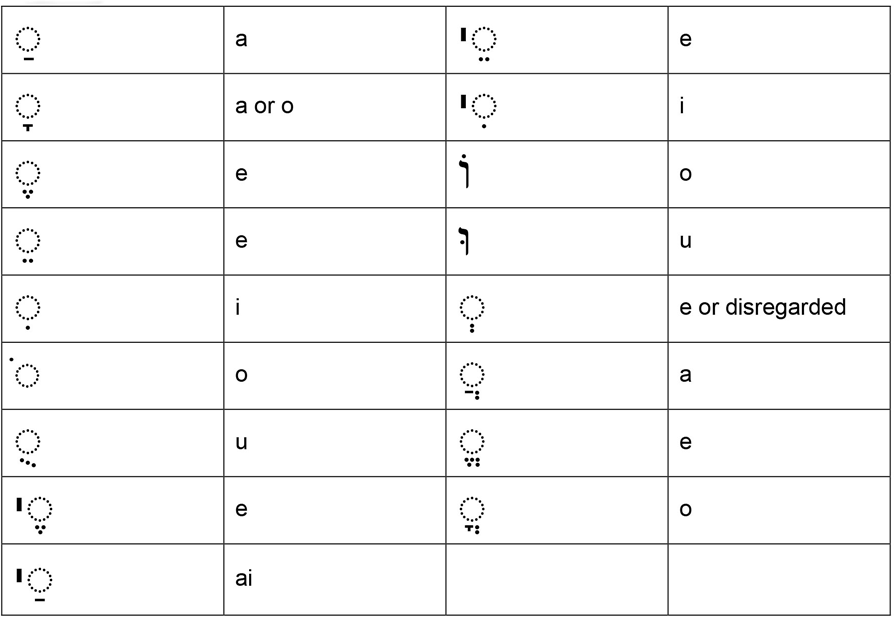 ◌ַ a י◌ֵ e
◌ָ a or o י◌ִ i
◌ֶ e וֹ o
◌ֵ e וּ u
◌ִ i ◌ְ e or disregarded
◌ֹ o ◌ֲ a
◌ֻ u ◌ֱ e
י◌ֶ e ◌ֳ o
י◌ַ ai